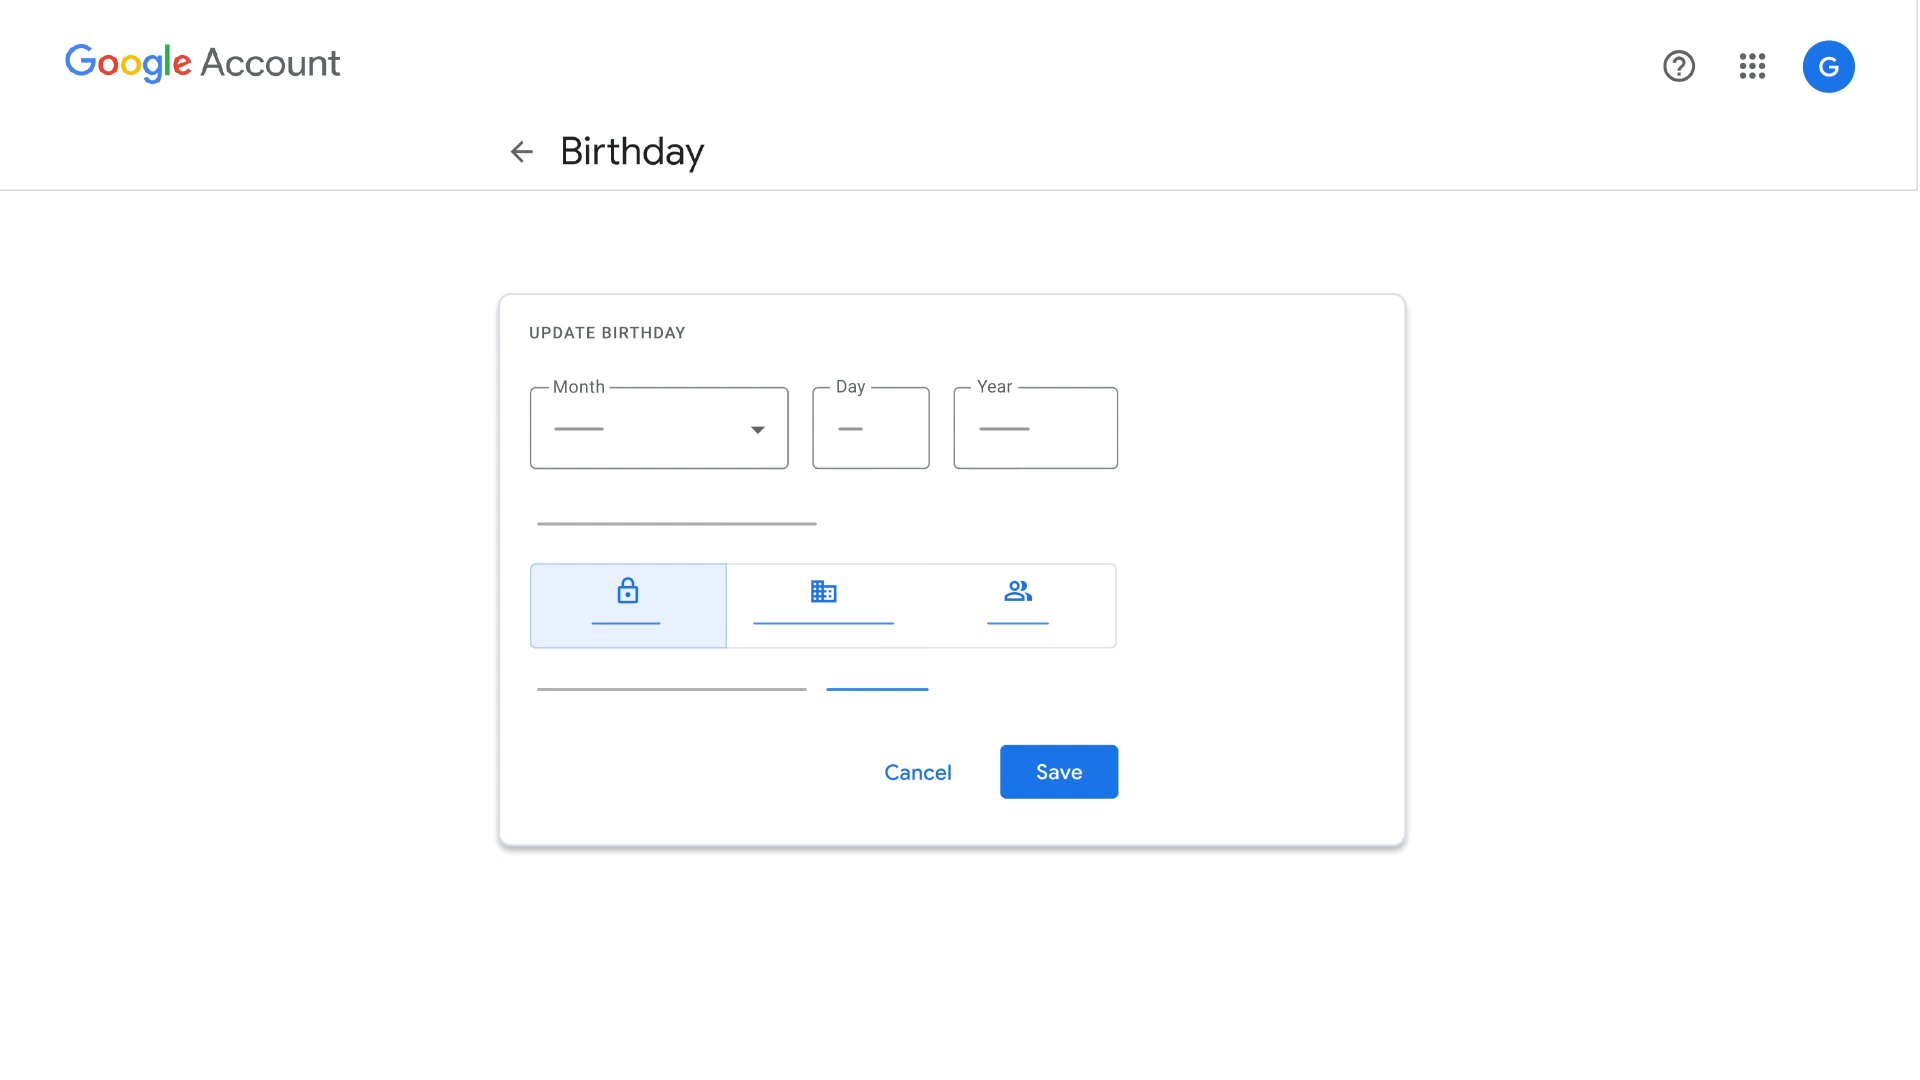 Google Account
G
Birthday
UPDATE BIRTHDAY
Month
Day
Year
Cancel
Save